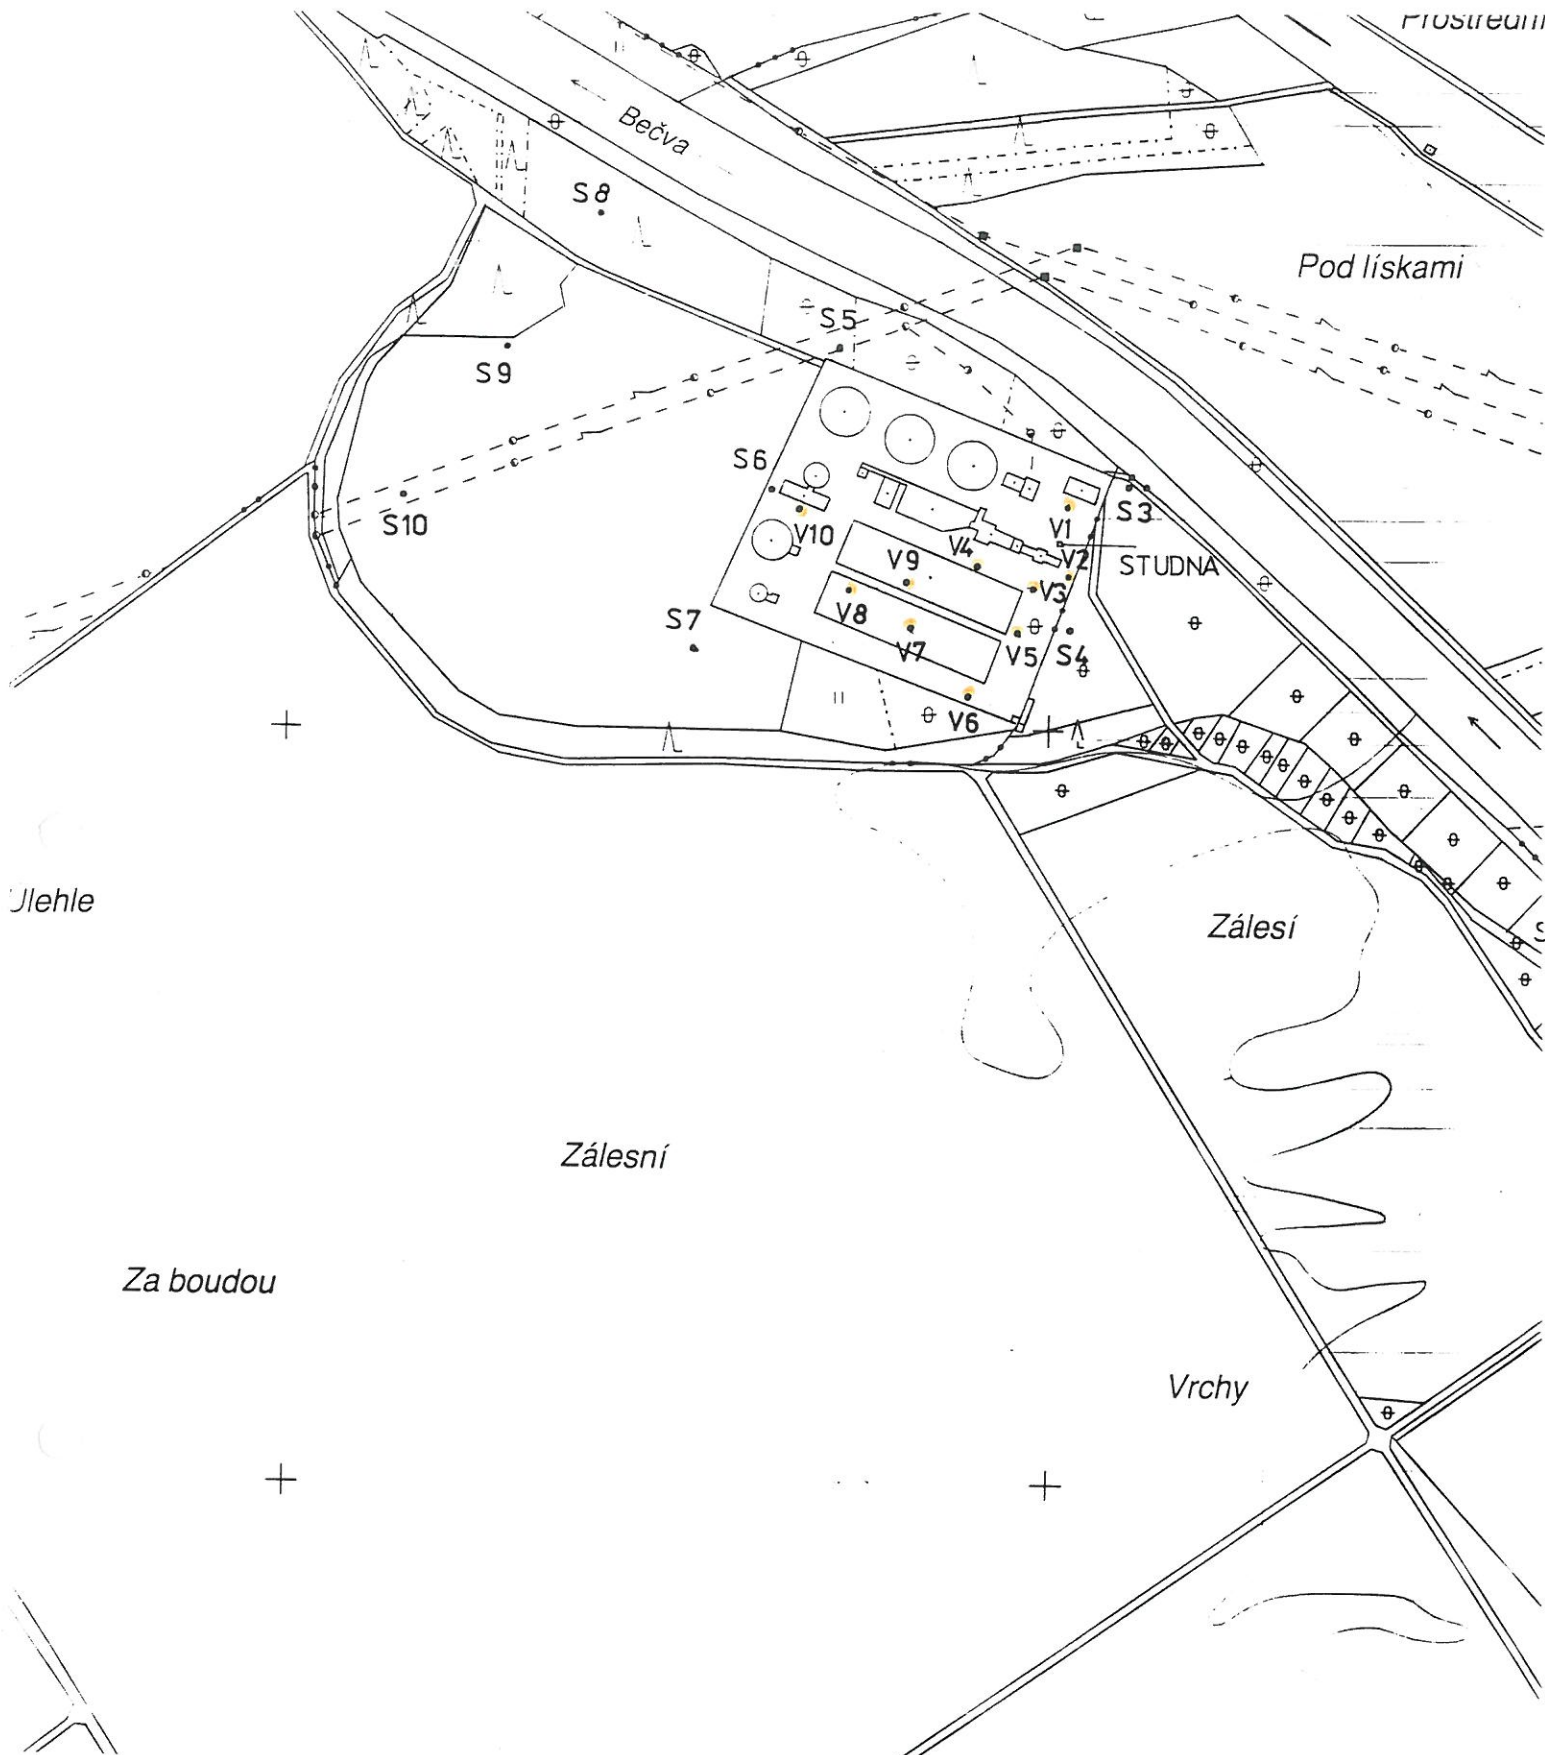 Prostřední
Bečva
S8
Pod lískami
S5
S9
S6
S10
S3
V1
V10
V4
V2
STUDNA
V9
V3
V8
S7
V7
V5
S4
V6
Zálesí
Zálesní
Za boudou
Vrchy